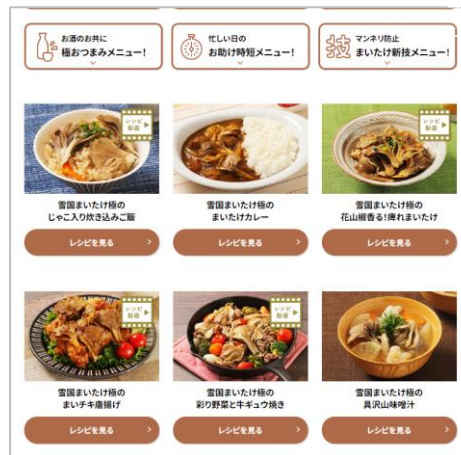 お酒のお共に
極おつまみメニュー!
忙しい日の
お助け時短メニュー!
技
マンネリ防止
まいたけ新技メニュー!
レシピ
動画
レシピ
動画
雪国まいたけ極の
じゃこ入り炊き込みご飯
雪国まいたけ極の
まいたけカレー
雪国まいたけ極の
花山椒香る!痺れまいたけ
レシピを見る
レシピを見る
レシピを見る
レシピ
動画
レシピ
動画
雪国まいたけ極の
まいチキ唐揚げ
雪国まいたけ極の
彩り野菜と牛ギュウ焼き
雪国まいたけ極の
具沢山味噌汁
レシピを見る
レシピを見る
レシピを見る